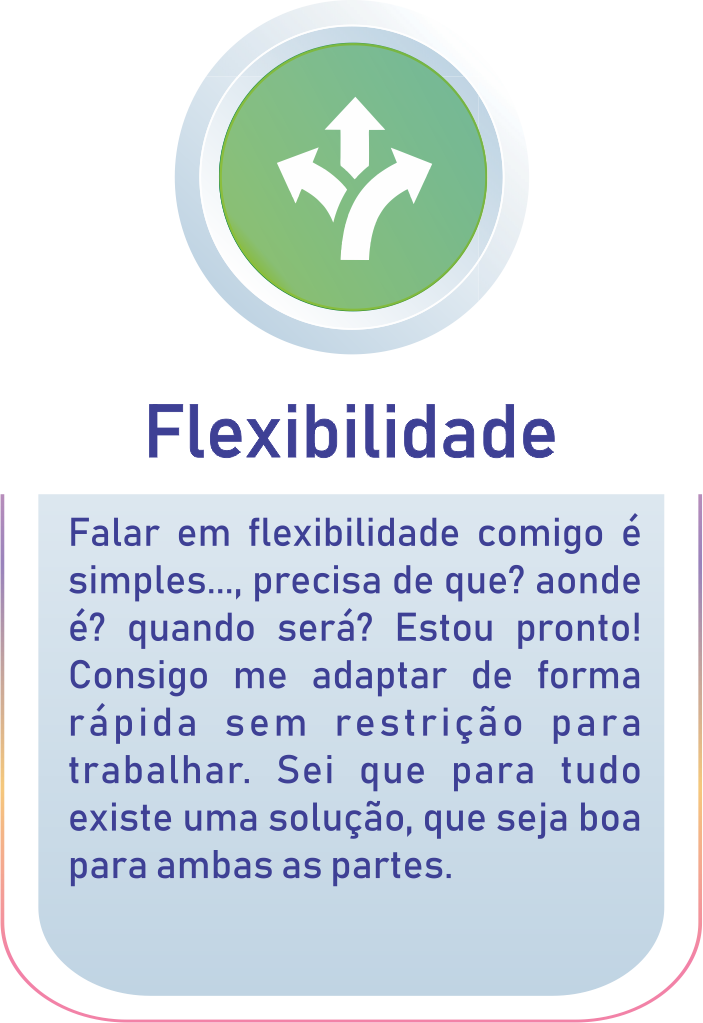 Flexibilidade
Falar em flexibilidade comigo é
simples..., precisa de que? aonde
é? quando será? Estou pronto!
Consigo me adaptar de forma
rápida sem restrição para
trabalhar. Sei que para tudo
existe uma solução, que seja boa
para ambas as partes.